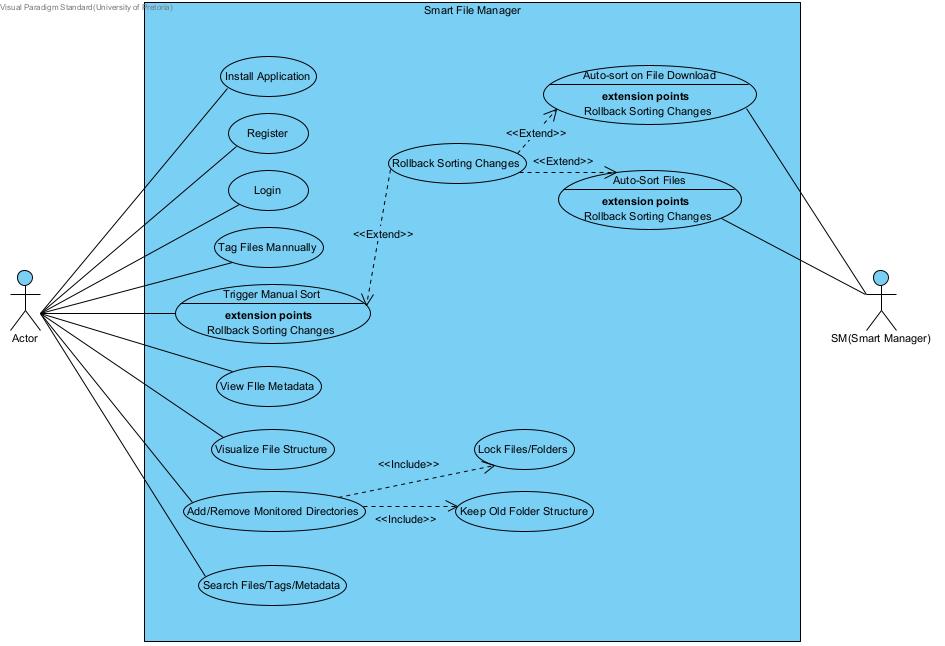 Visual Paradigm Standard(University of Pretoria)
Smart File Manager
Install Application
Auto-sort on File Download
extension points
Rollback Sorting Changes
Register
<<Extend>>
Rollback Sorting Changes
<<Extend>>
Auto-Sort Files
extension points
Rollback Sorting Changes
Login
<<Extend>>
Tag Files Mannually
Trigger Manual Sort
extension points
Rollback Sorting Changes
Actor
SM(Smart Manager)
View FIle Metadata
Visualize File Structure
Lock Files/Folders
<<Include>>
Add/Remove Monitored Directories
Keep Old Folder Structure
<<Include>>
Search Files/Tags/Metadata